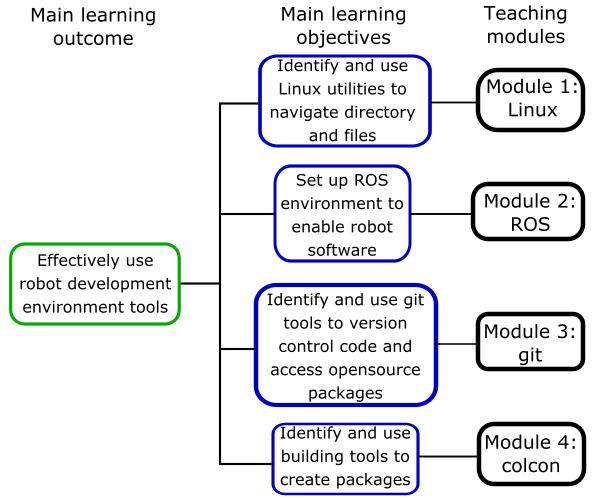 Main learning
outcome
Main learning
objectives
Teaching
modules
Effectively use
robot development
environment tools
Identify and use
Linux utilities to
navigate directory
and files
Module 1:
Linux
Set up ROS
environment to
enable robot
software
Module 2:
ROS
Identify and use git
tools to version
control code and
access opensource
packages
Module 3:
git
Identify and use
building tools to
create packages
Module 4:
colcon